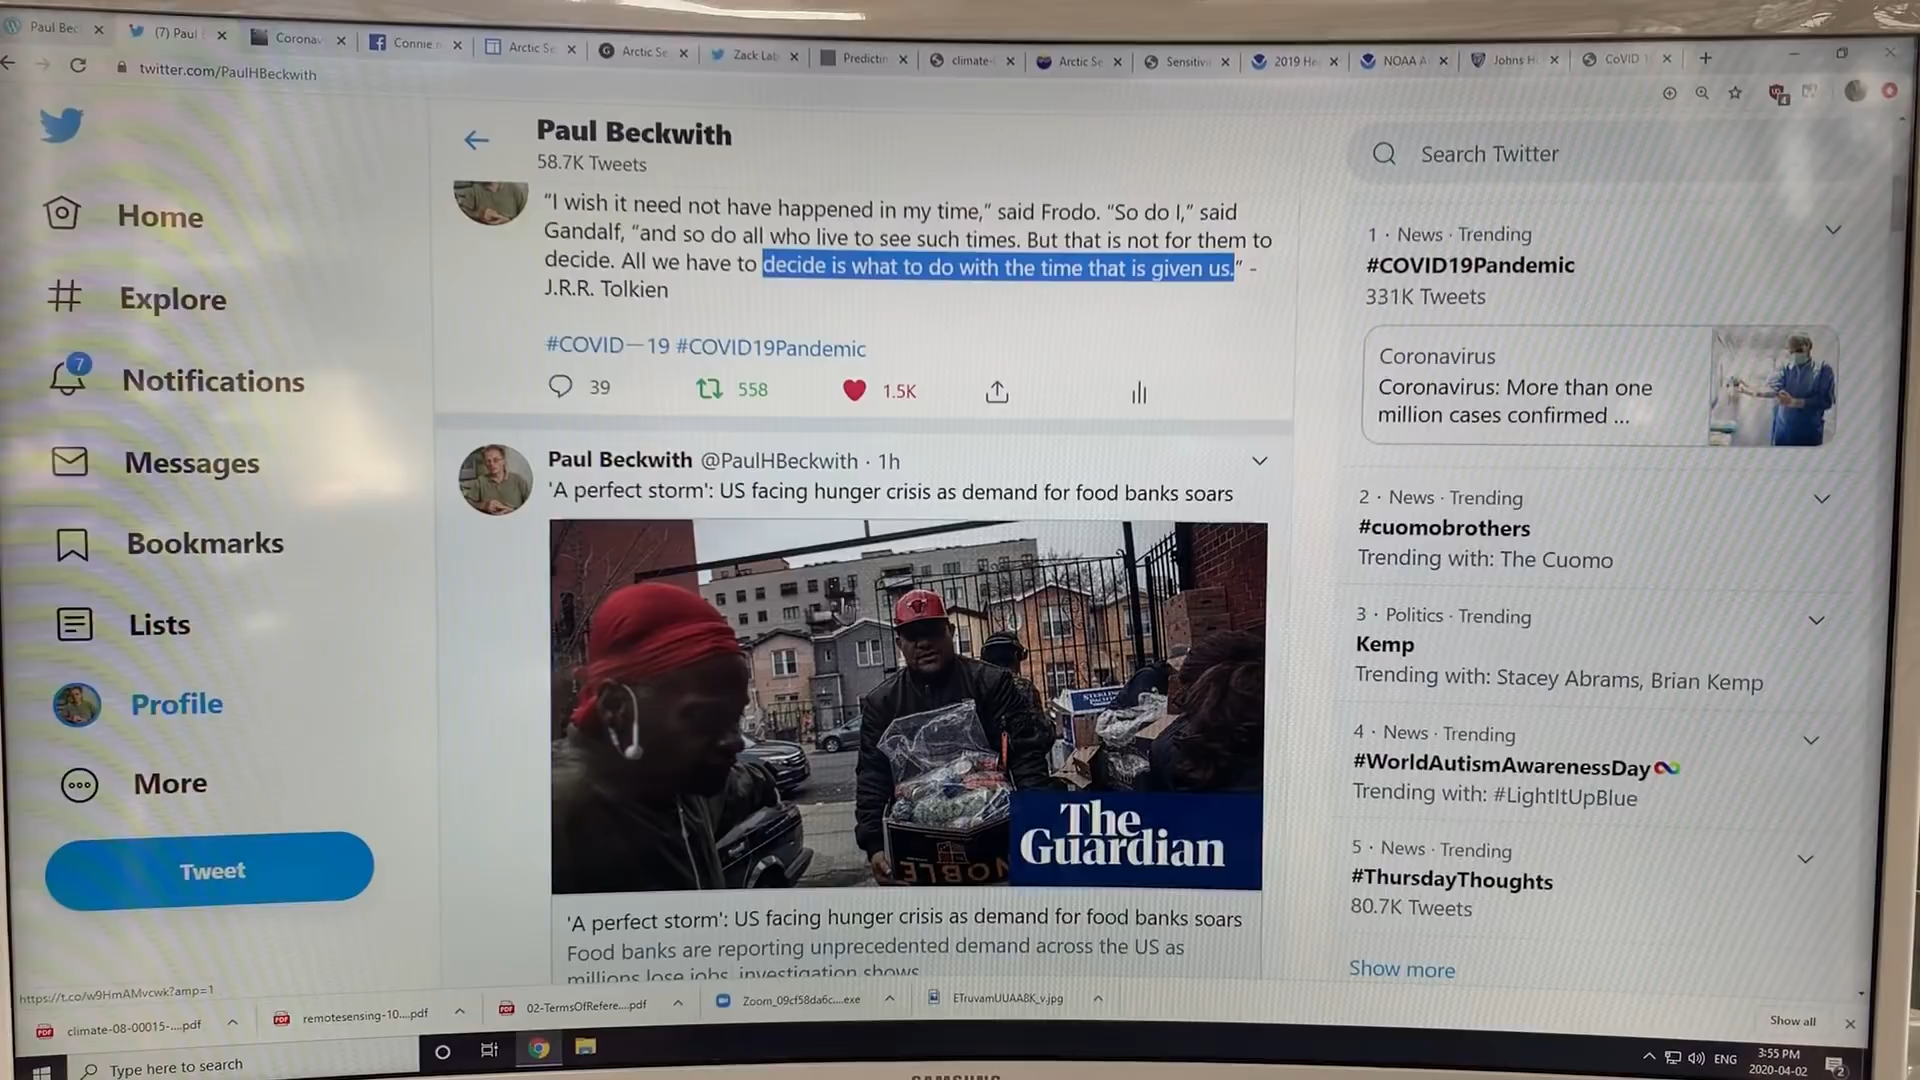 Paul Bec
(7) Paul
Coronav
Connie
Arctic Se
Arctic Se
Zack Lab
Predictin
climate-
Arctic Se
Sensitivi
2019 He
NOAA A
Johns H
CoVID 1
twitter.com/PaulHBeckwith
Home
Explore
7
Notifications
Messages
Bookmarks
Lists
Profile
More
Tweet
Paul Beckwith
58.7K Tweets
“I wish it need not have happened in my time,” said Frodo. “So do I,” said
Gandalf, “and so do all who live to see such times. But that is not for them to
decide. All we have to decide is what to do with the time that is given us.” -
J.R.R. Tolkien
#COVID—19 #COVID19Pandemic
39 558 1.5K
Paul Beckwith @PaulHBeckwith · 1h
'A perfect storm': US facing hunger crisis as demand for food banks soars
The
Guardian
'A perfect storm': US facing hunger crisis as demand for food banks soars
Food banks are reporting unprecedented demand across the US as
millions lose jobs, investigation shows
Search Twitter
1 · News · Trending
#COVID19Pandemic
331K Tweets
Coronavirus
Coronavirus: More than one
million cases confirmed ...
2 · News · Trending
#cuomobrothers
Trending with: The Cuomo
3 · Politics · Trending
Kemp
Trending with: Stacey Abrams, Brian Kemp
4 · News · Trending
#WorldAutismAwarenessDay
Trending with: #LightItUpBlue
5 · News · Trending
#ThursdayThoughts
80.7K Tweets
Show more
https://t.co/w9HmAMvcwk?amp=1
climate-08-00015-....pdf
remotesensing-10....pdf
02-TermsOfRefere....pdf
Zoom_09cf58da6c....exe
ETruvamUUAA8K_v.jpg
Show all
Type here to search
ENG
3:55 PM
2020-04-02
2
SAMSUNG